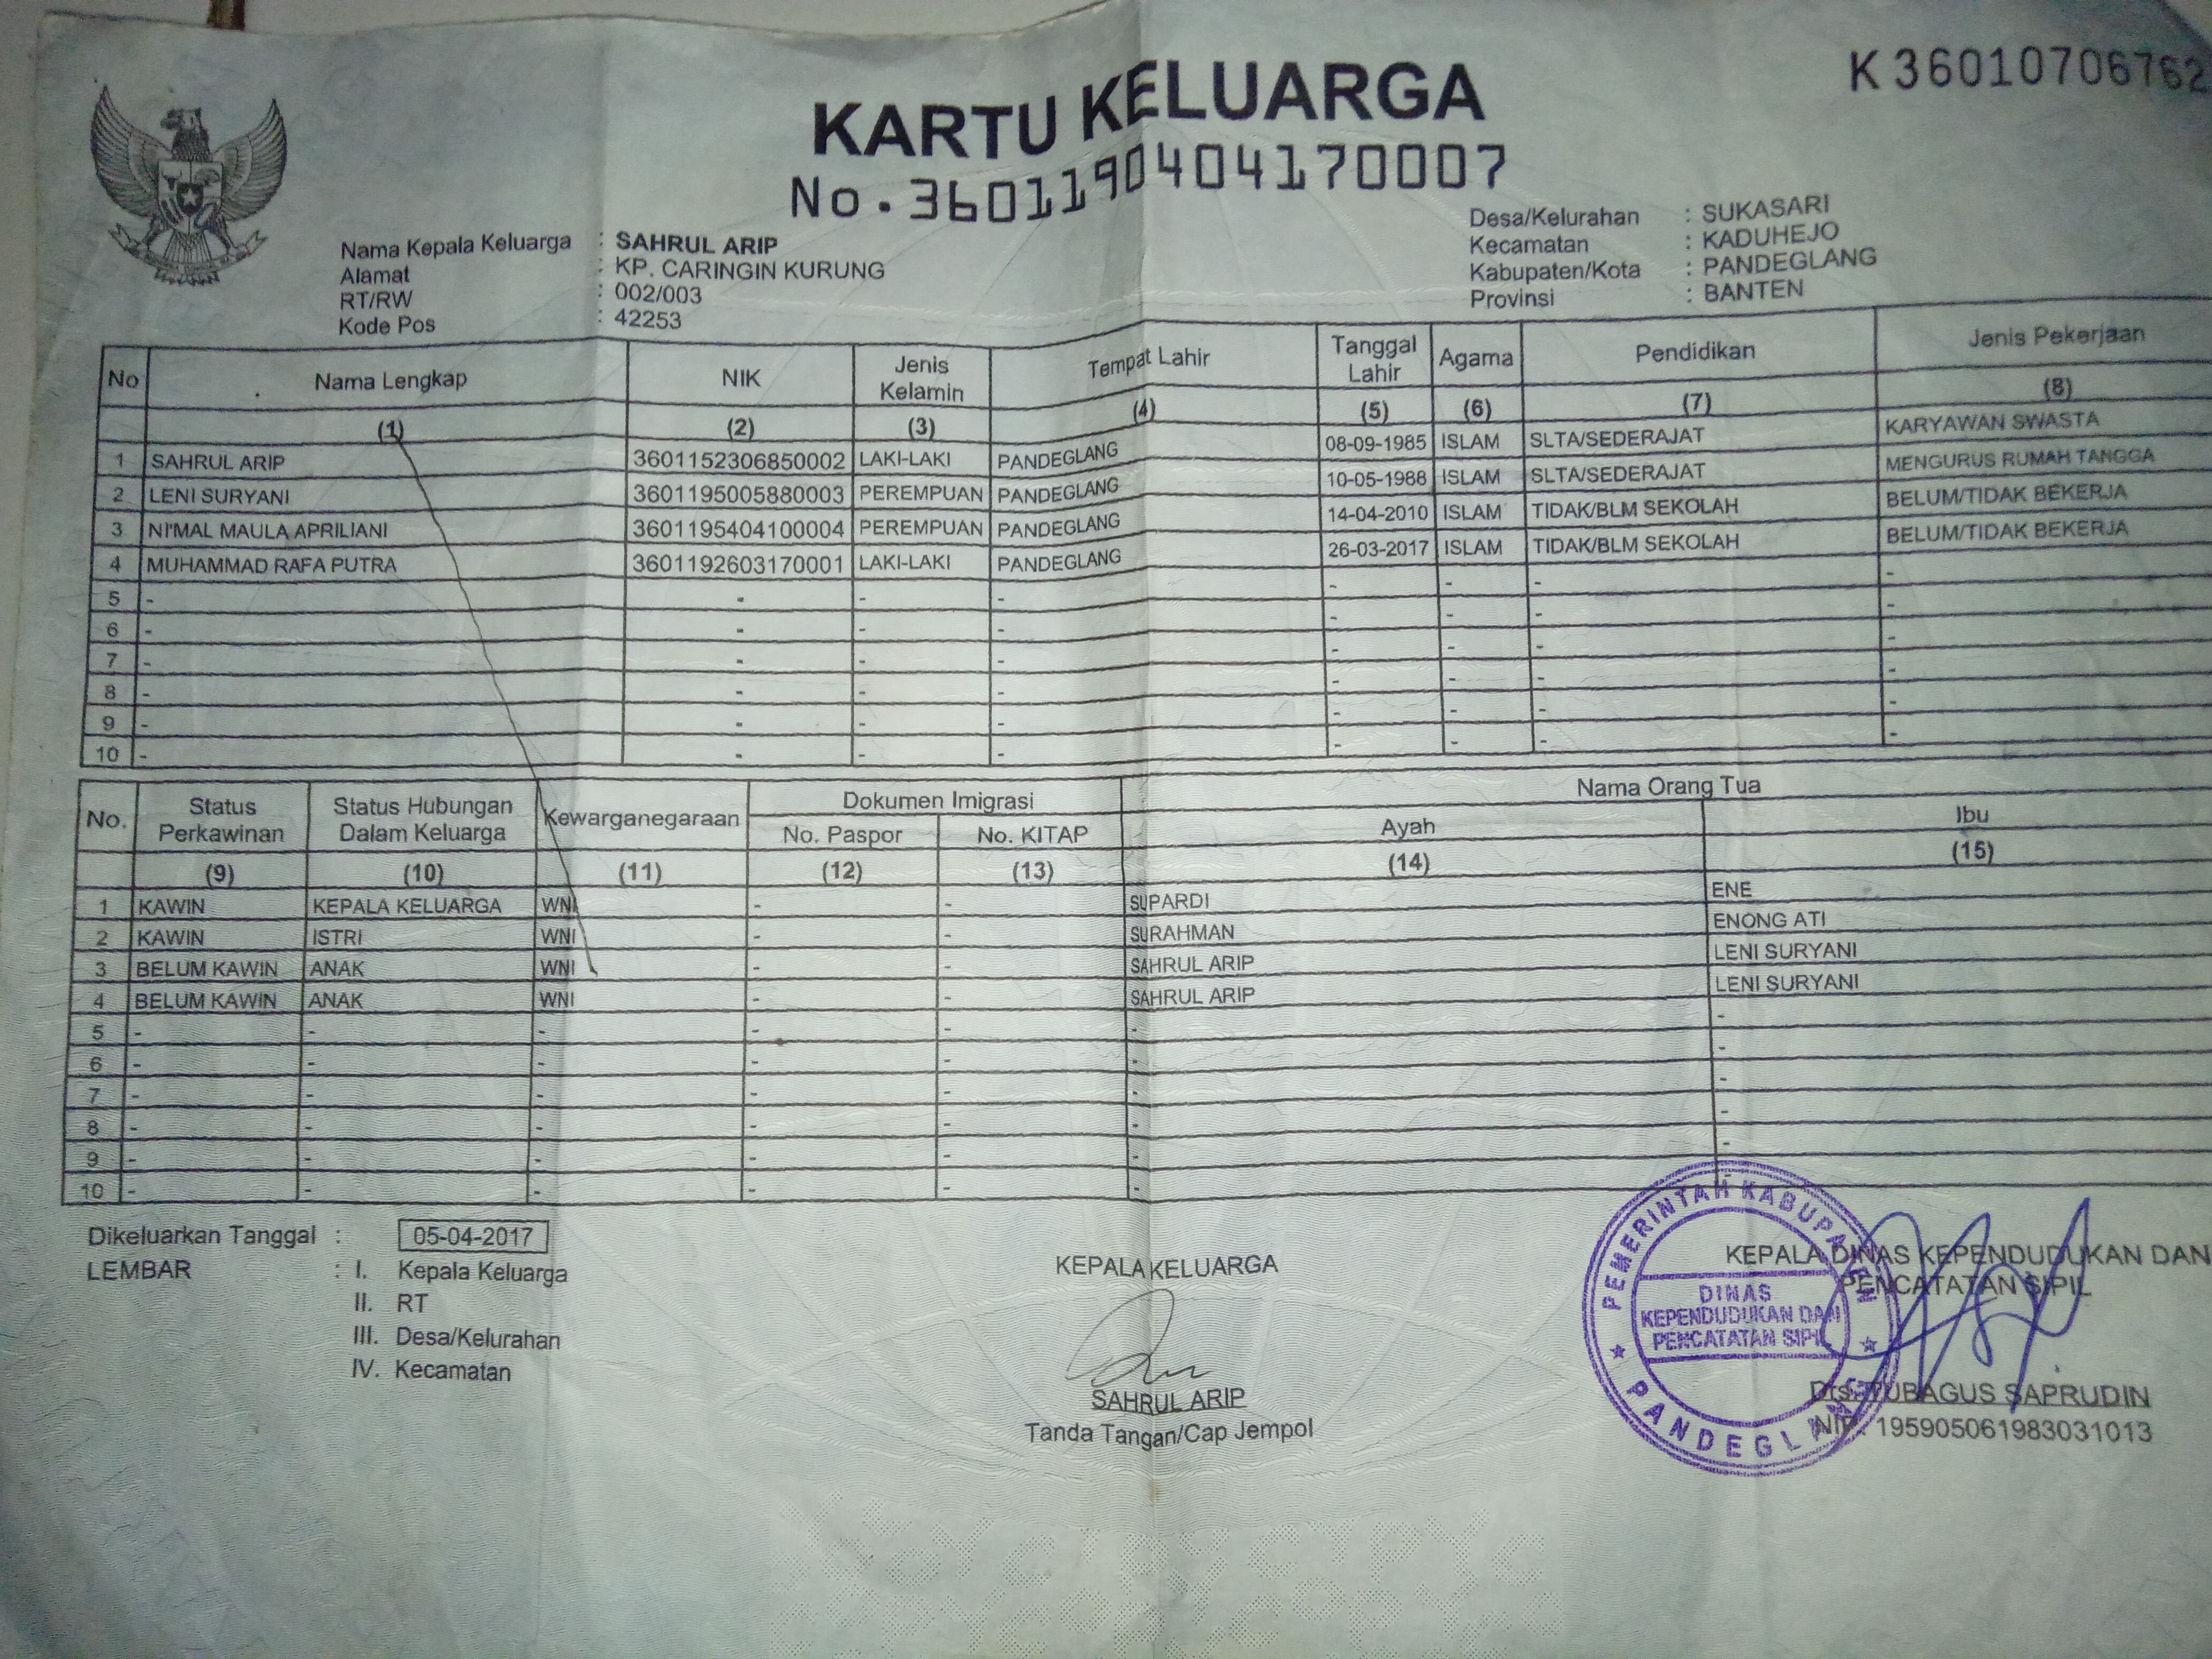 K 36010706762
KARTU KELUARGA
No. 3601190404170007
Nama Kepala Keluarga : SAHRUL ARIP
Alamat : KP. CARINGIN KURUNG
RT/RW : 002/003
Kode Pos : 42253
Desa/Kelurahan : SUKASARI
Kecamatan : KADUHEJO
Kabupaten/Kota : PANDEGLANG
Provinsi : BANTEN
No Nama Lengkap NIK Jenis Kelamin Tempat Lahir Tanggal Lahir Agama Pendidikan Jenis Pekerjaan
(1) (2) (3) (4) (5) (6) (7) (8)
1 SAHRUL ARIP 3601152306850002 LAKI-LAKI PANDEGLANG 08-09-1985 ISLAM SLTA/SEDERAJAT KARYAWAN SWASTA
2 LENI SURYANI 3601195005880003 PEREMPUAN PANDEGLANG 10-05-1988 ISLAM SLTA/SEDERAJAT MENGURUS RUMAH TANGGA
3 NI'MAL MAULA APRILIANI 3601195404100004 PEREMPUAN PANDEGLANG 14-04-2010 ISLAM TIDAK/BLM SEKOLAH BELUM/TIDAK BEKERJA
4 MUHAMMAD RAFA PUTRA 3601192603170001 LAKI-LAKI PANDEGLANG 26-03-2017 ISLAM TIDAK/BLM SEKOLAH BELUM/TIDAK BEKERJA
5 - - - - - - - -
6 - - - - - - - -
7 - - - - - - - -
8 - - - - - - - -
9 - - - - - - - -
10 - - - - - - - -
No. Status Perkawinan Status Hubungan Dalam Keluarga Kewarganegaraan Dokumen Imigrasi Nama Orang Tua
No. Paspor No. KITAP Ayah Ibu
(9) (10) (11) (12) (13) (14) (15)
1 KAWIN KEPALA KELUARGA WNI - - SUPARDI ENE
2 KAWIN ISTRI WNI - - SURAHMAN ENONG ATI
3 BELUM KAWIN ANAK WNI - - SAHRUL ARIP LENI SURYANI
4 BELUM KAWIN ANAK WNI - - SAHRUL ARIP LENI SURYANI
5 - - - - - - -
6 - - - - - - -
7 - - - - - - -
8 - - - - - - -
9 - - - - - - -
10 - - - - - - -
Dikeluarkan Tanggal : 05-04-2017
LEMBAR : I. Kepala Keluarga
II. RT
III. Desa/Kelurahan
IV. Kecamatan
KEPALA KELUARGA
SAHRUL ARIP
Tanda Tangan/Cap Jempol
KEPALA DINAS KEPENDUDUKAN DAN
PENCATATAN SIPIL
PEMERINTAH KABUPATEN
DINAS
KEPENDUDUKAN DAN
PENCATATAN SIPIL
PANDEGLANG
Drs. TUBAGUS SAPRUDIN
NIP. 195905061983031013